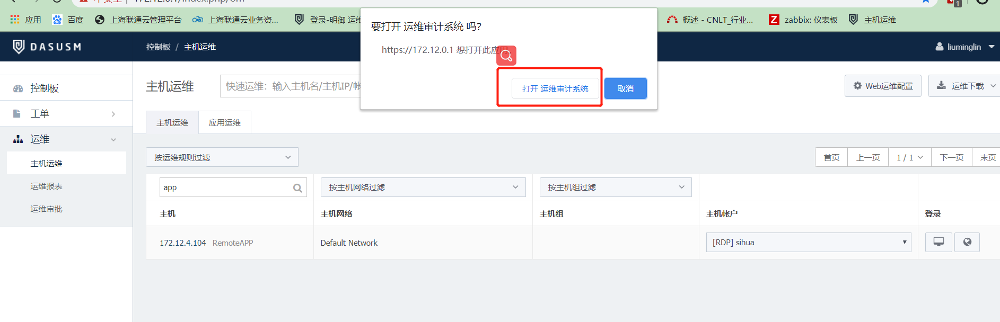 应用 百度 上海联通云管理平台 上海联通云业务资... 登录-明御 运维 概述 - CNLT_行业... Z zabbix: 仪表板 主机运维
1
要打开 运维审计系统 吗?
https://172.12.0.1 想打开此应用
打开 运维审计系统 取消
DASUSM 控制板 / 主机运维 liuminglin
控制板
工单
运维
主机运维
运维报表
运维审批
主机运维 快速运维：输入主机名/主机IP/帐 Web运维配置 运维下载
主机运维 应用运维
按运维规则过滤 首页 上一页 1 / 1 下一页 末页
app 按主机网络过滤 按主机组过滤
主机 主机网络 主机组 主机帐户 登录
172.12.4.104 RemoteAPP Default Network [RDP] sihua